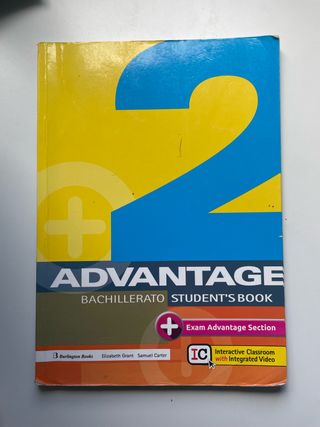 2
ADVANTAGE
BACHILLERATO STUDENT'S BOOK
+ Exam Advantage Section
B Burlington Books Elizabeth Grant Samuel Carter
IC Interactive Classroom
with Integrated Video